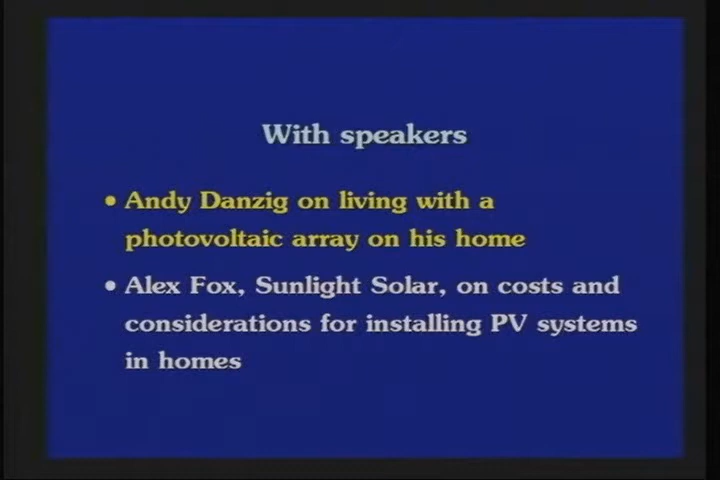 With speakers
• Andy Danzig on living with a
photovoltaic array on his home
• Alex Fox, Sunlight Solar, on costs and
considerations for installing PV systems
in homes